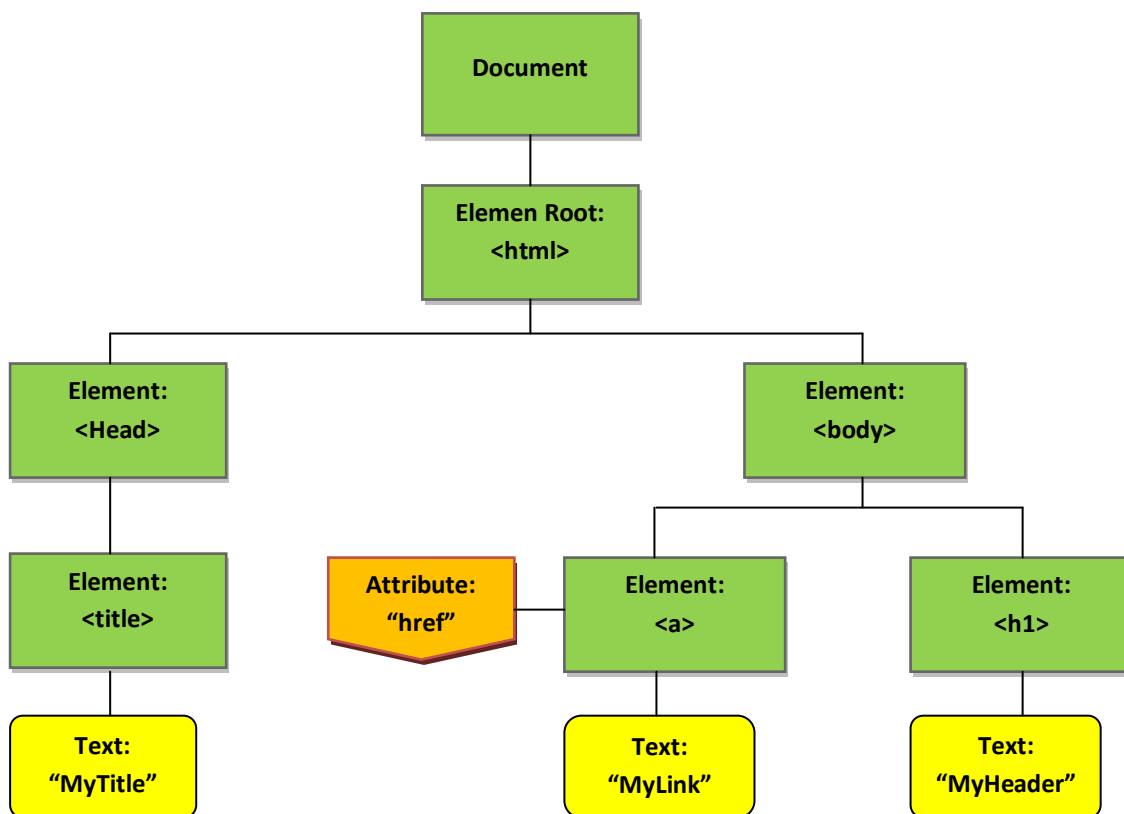 Document
Elemen Root:
<html>
Element:
<Head>
Element:
<body>
Element:
<title>
Attribute:
“href”
Element:
<a>
Element:
<h1>
Text:
“MyTitle”
Text:
“MyLink”
Text:
“MyHeader”